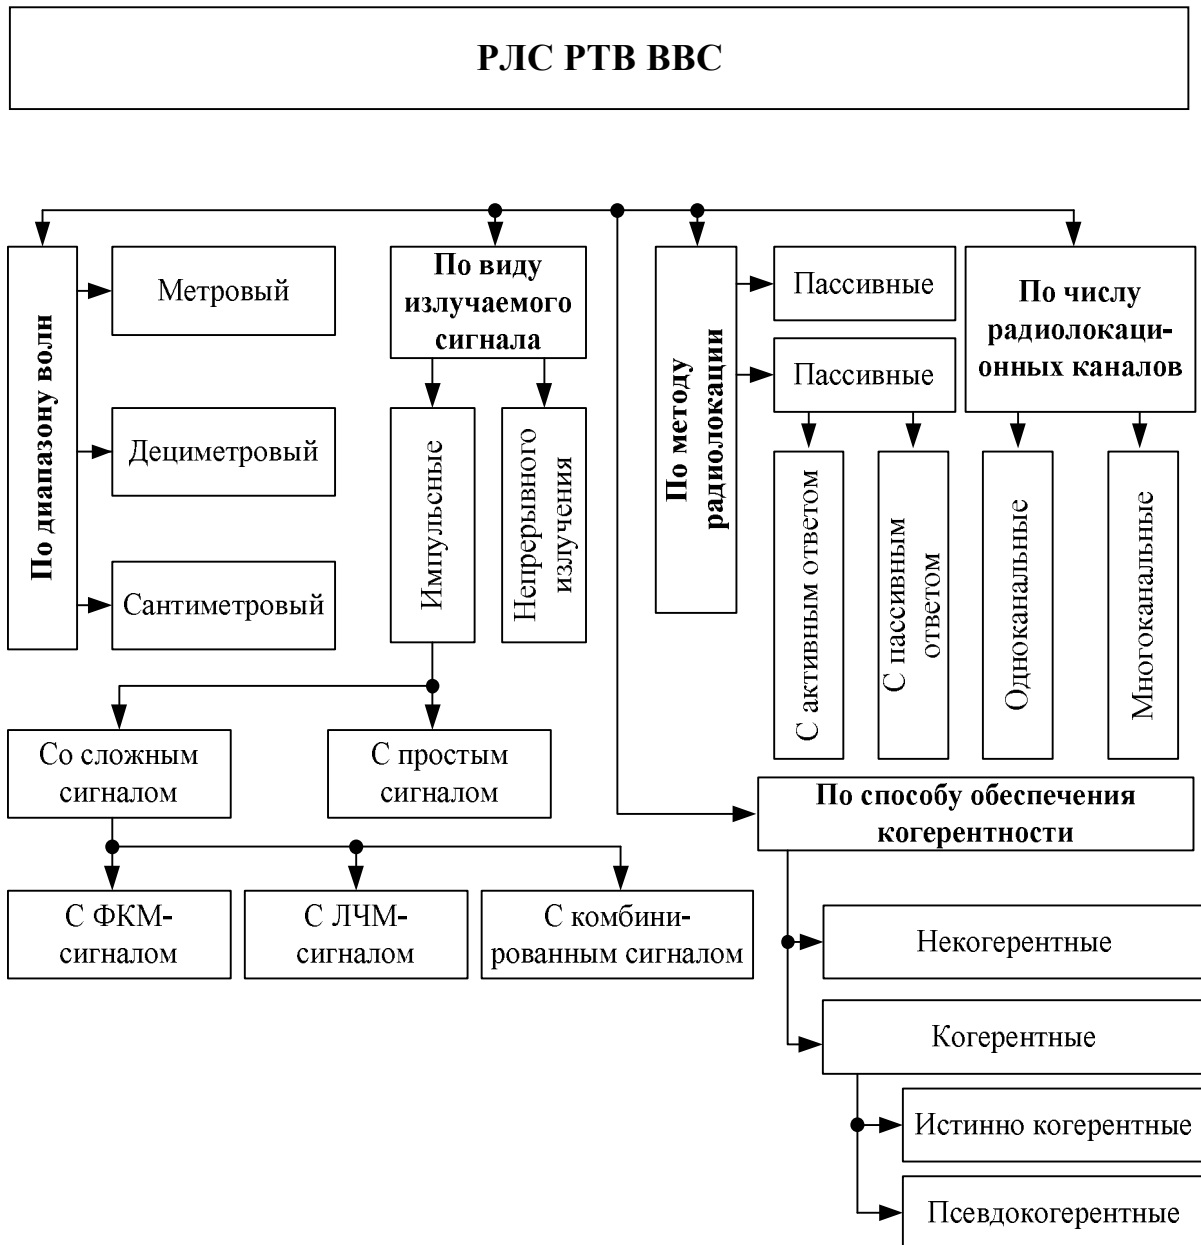 РЛС РТВ ВВС
По диапазону волн
Метровый
Дециметровый
Сантиметровый
По виду
излучаемого
сигнала
Импульсные
Непрерывного
излучения
Со сложным
сигналом
С простым
сигналом
С ФКМ-
сигналом
С ЛЧМ-
сигналом
С комбини-
рованным сигналом
По методу
радиолокации
Пассивные
Пассивные
С активным ответом
С пассивным
ответом
По числу
радиолокаци-
онных каналов
Одноканальные
Многоканальные
По способу обеспечения
когерентности
Некогерентные
Когерентные
Истинно когерентные
Псевдокогерентные